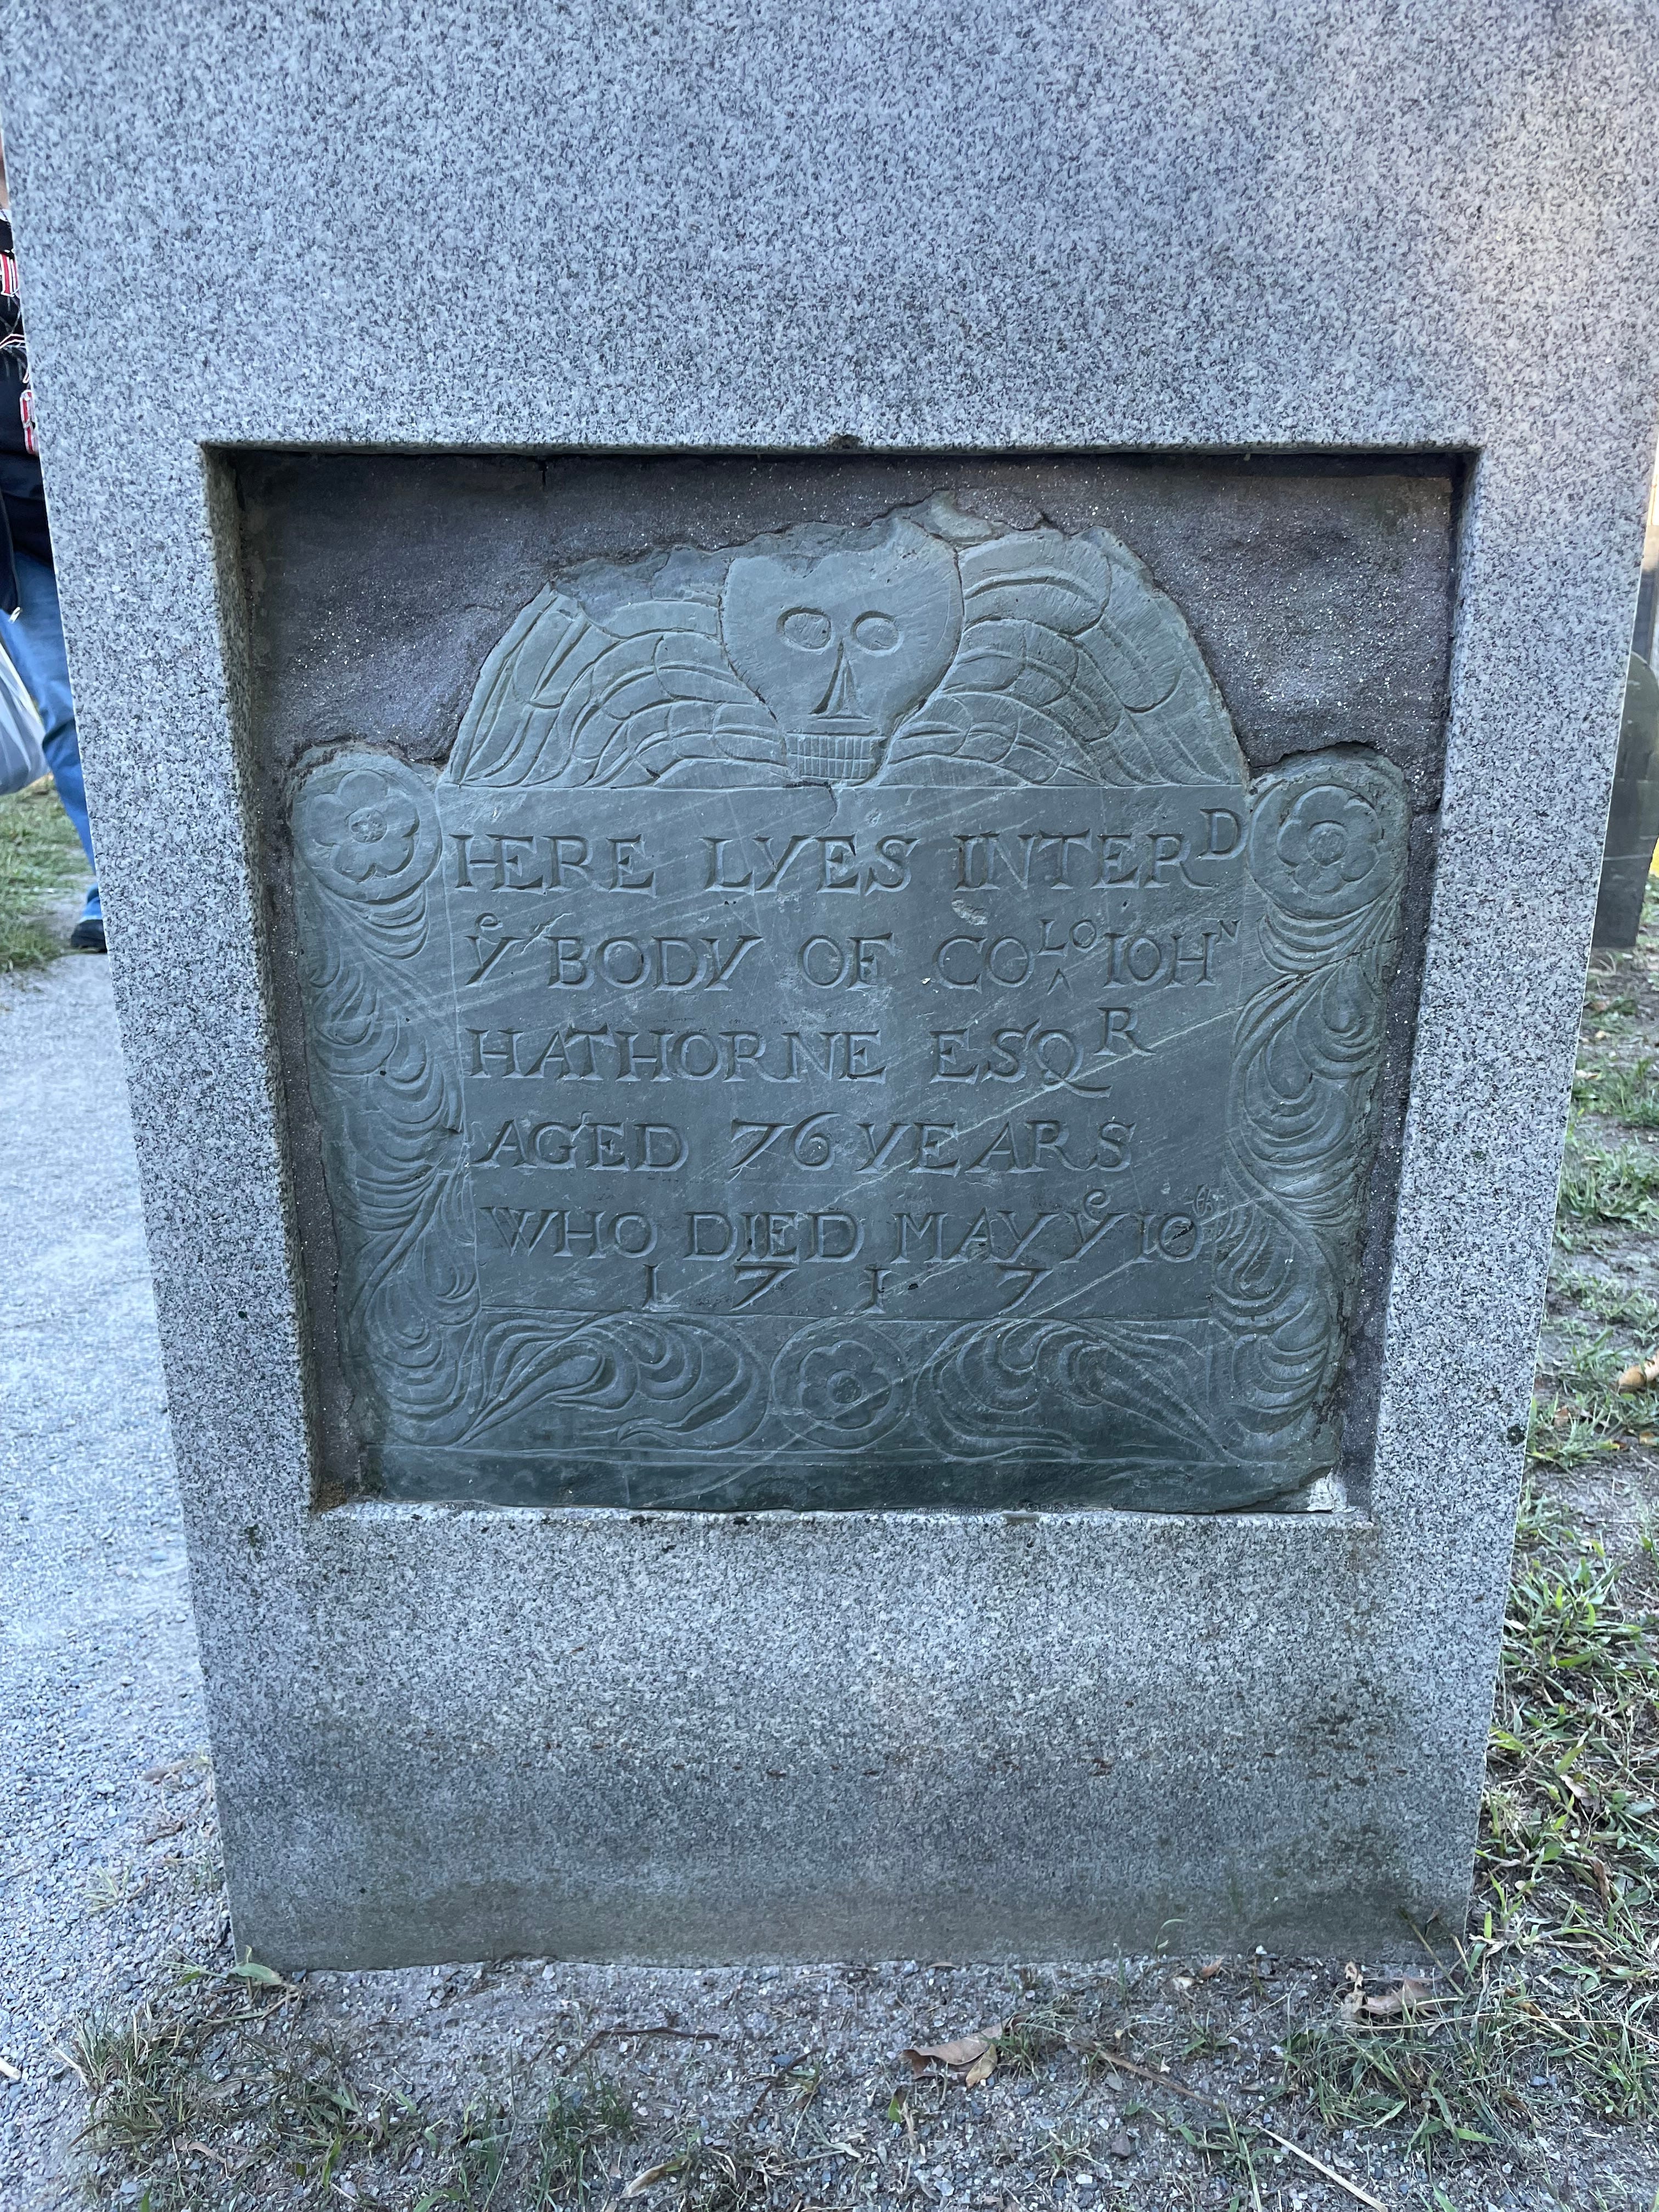 HERE LYES INTERᴰ
Yᵉ BODY OF COᴸᴼ IOHᴺ
HATHORNE ESQᴿ
AGED 76 YEARS
WHO DIED MAY Yᵉ 10ᵗʰ
1717